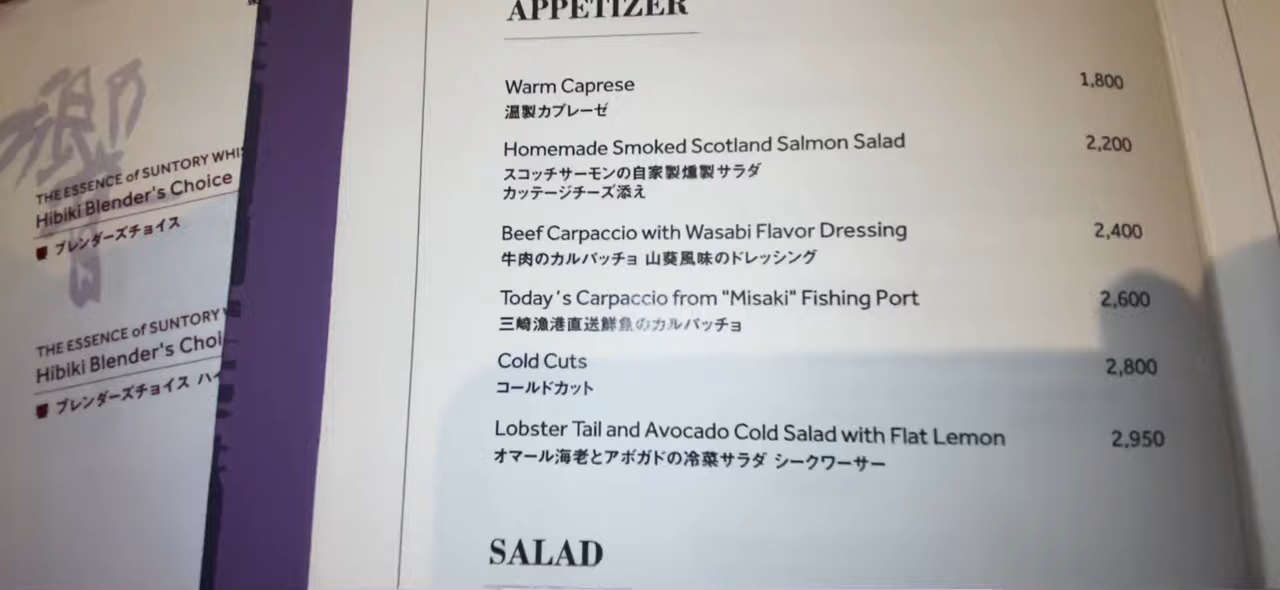 響
THE ESSENCE of SUNTORY
Hibiki Blender's Choice
ブレンダーズチョイス
THE ESSENCE of SUNTORY
Hibiki Blender's
ブレンダーズチョイス
APPETIZER
Warm Caprese 1,800
温製カプレーゼ
Homemade Smoked Scotland Salmon Salad 2,200
スコッチサーモンの自家製燻製サラダ
カッテージチーズ添え
Beef Carpaccio with Wasabi Flavor Dressing 2,400
牛肉のカルパッチョ 山葵風味のドレッシング
Today's Carpaccio from "Misaki" Fishing Port 2,600
三崎漁港直送鮮魚のカルパッチョ
Cold Cuts 2,800
コールドカット
Lobster Tail and Avocado Cold Salad with Flat Lemon 2,950
オマール海老とアボガドの冷菜サラダ シークワーサー
SALAD